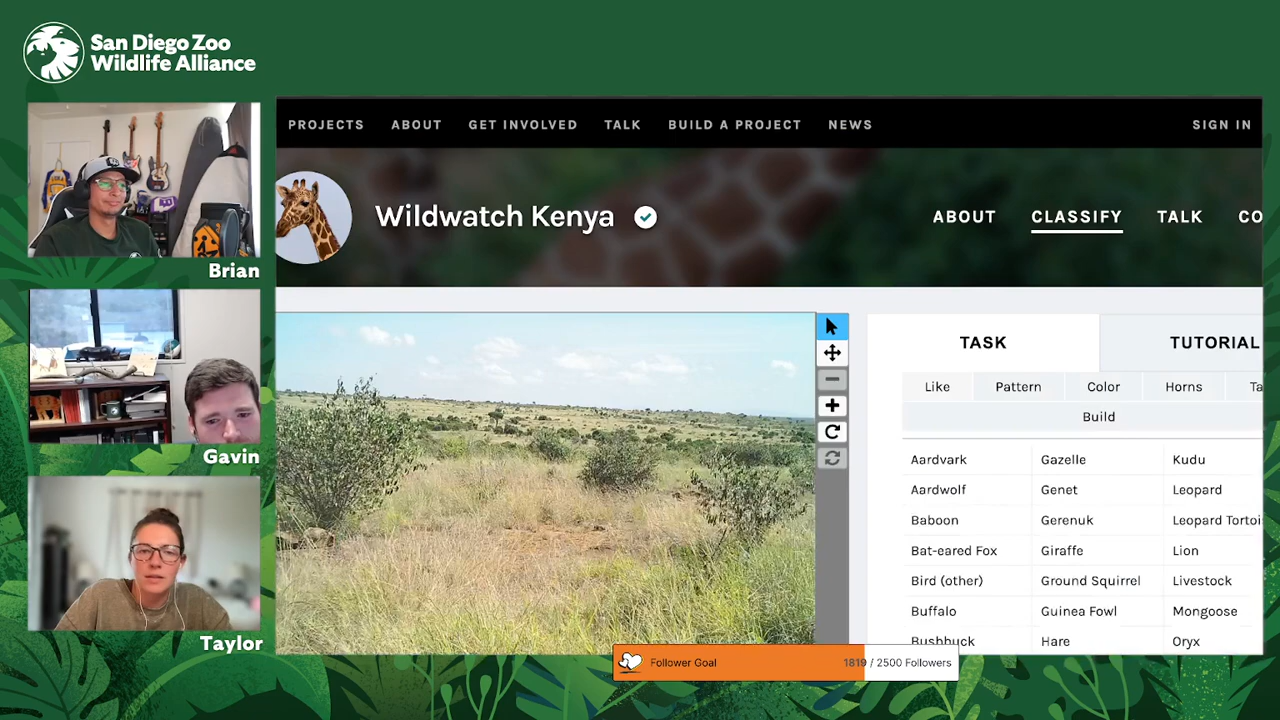 San Diego Zoo
Wildlife Alliance
Brian
Gavin
Taylor
PROJECTS ABOUT GET INVOLVED TALK BUILD A PROJECT NEWS SIGN IN
Wildwatch Kenya
ABOUT CLASSIFY TALK CO
TASK TUTORIAL
Like Pattern Color Horns Ta
Build
Aardvark Gazelle Kudu
Aardwolf Genet Leopard
Baboon Gerenuk Leopard Tortoi
Bat-eared Fox Giraffe Lion
Bird (other) Ground Squirrel Livestock
Buffalo Guinea Fowl Mongoose
Bushbuck Hare Oryx
Follower Goal 1819 / 2500 Followers